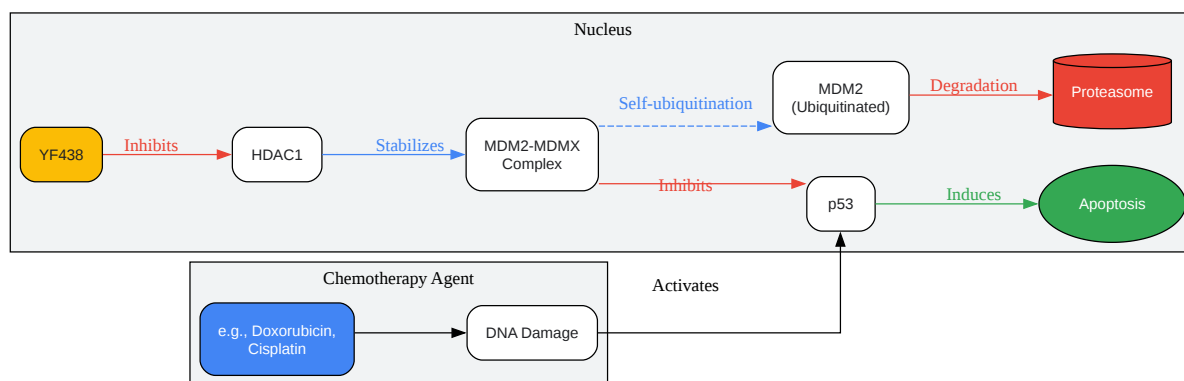 Nucleus
YF438
Inhibits
HDAC1
Stabilizes
MDM2-MDMX
Complex
Self-ubiquitination
MDM2
(Ubiquitinated)
Degradation
Proteasome
Inhibits
p53
Induces
Apoptosis
Chemotherapy Agent
e.g., Doxorubicin,
Cisplatin
DNA Damage
Activates